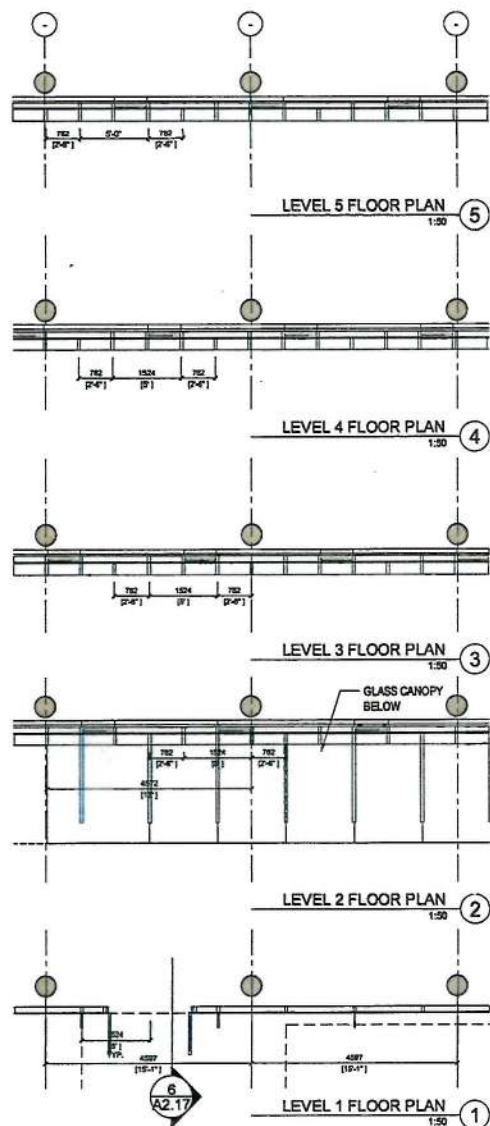 - - -
762 5'-0" 762
[2'-6"] [2'-6"]
LEVEL 5 FLOOR PLAN 5
1:50
762 1524 762
[2'-6"] [5'] [2'-6"]
LEVEL 4 FLOOR PLAN 4
1:50
762 1524 762
[2'-6"] [5'] [2'-6"]
LEVEL 3 FLOOR PLAN 3
1:50
GLASS CANOPY
BELOW
762 1524 762
[2'-6"] [5'] [2'-6"]
4572
[15']
LEVEL 2 FLOOR PLAN 2
1:50
1524
[5']
TYP.
4597 4597
[15'-1"] [15'-1"]
6
A2.17
LEVEL 1 FLOOR PLAN 1
1:50